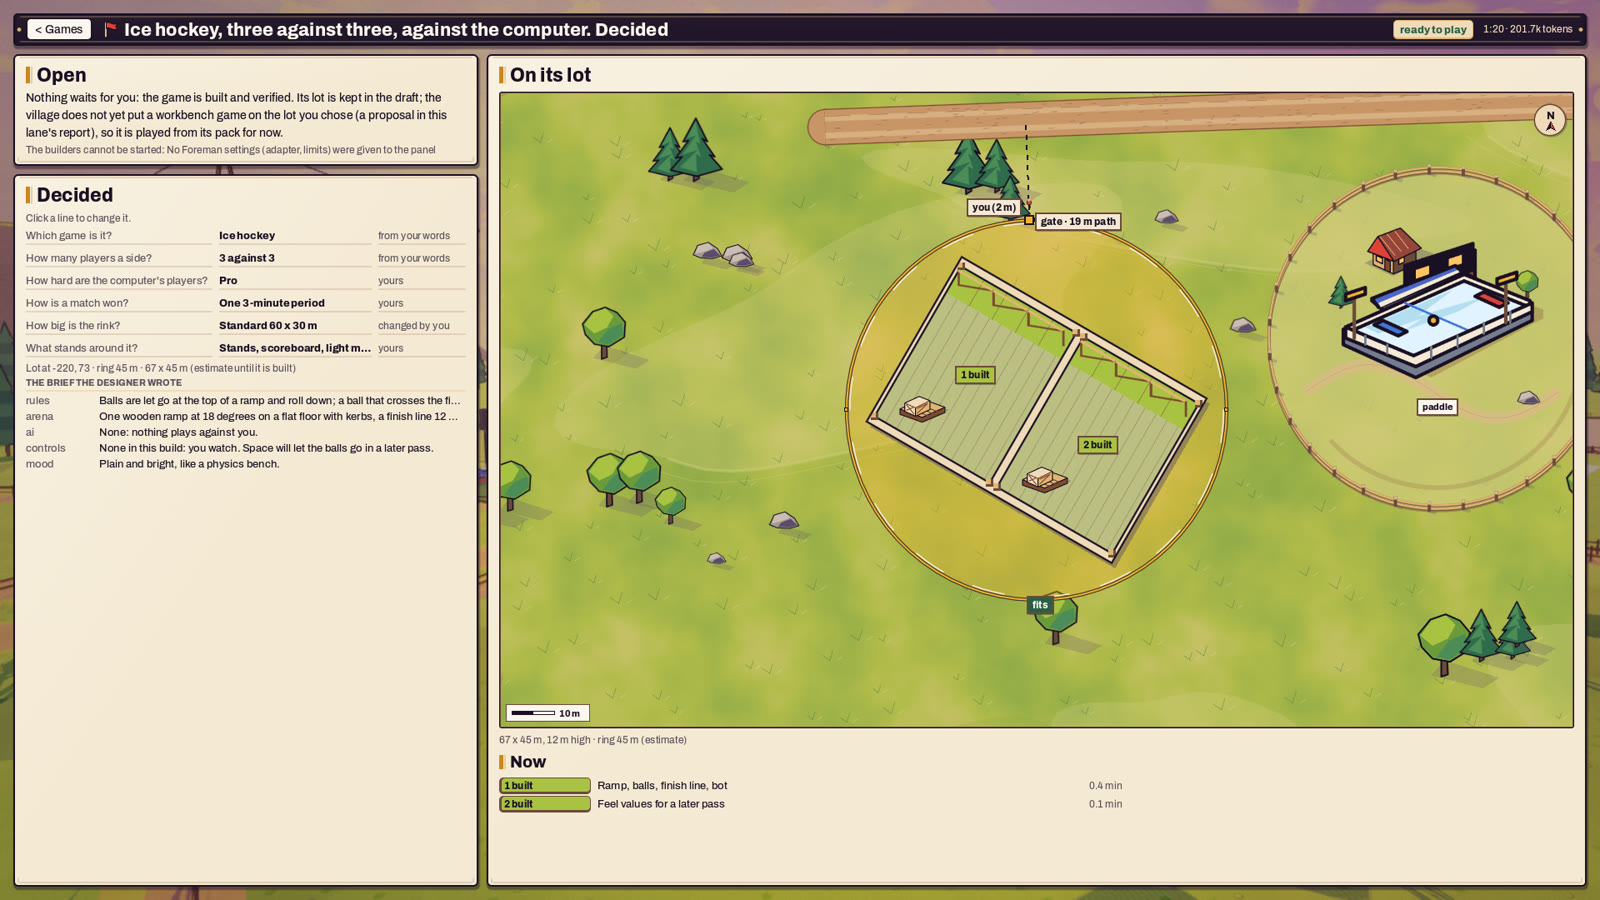 < Games
Ice hockey, three against three, against the computer. Decided
ready to play
1:20 · 201.7k tokens
Open
Nothing waits for you: the game is built and verified. Its lot is kept in the draft; the
village does not yet put a workbench game on the lot you chose (a proposal in this
lane's report), so it is played from its pack for now.
The builders cannot be started: No Foreman settings (adapter, limits) were given to the panel
Decided
Click a line to change it.
Which game is it? Ice hockey from your words
How many players a side? 3 against 3 from your words
How hard are the computer's players? Pro yours
How is a match won? One 3-minute period yours
How big is the rink? Standard 60 x 30 m changed by you
What stands around it? Stands, scoreboard, light m... yours
Lot at -220, 73 · ring 45 m · 67 x 45 m (estimate until it is built)
THE BRIEF THE DESIGNER WROTE
rules Balls are let go at the top of a ramp and roll down; a ball that crosses the fi...
arena One wooden ramp at 18 degrees on a flat floor with kerbs, a finish line 12 ...
ai None: nothing plays against you.
controls None in this build: you watch. Space will let the balls go in a later pass.
mood Plain and bright, like a physics bench.
On its lot
N
you (2 m)
gate · 19 m path
1 built
2 built
paddle
fits
10 m
67 x 45 m, 12 m high · ring 45 m (estimate)
Now
1 built Ramp, balls, finish line, bot 0.4 min
2 built Feel values for a later pass 0.1 min